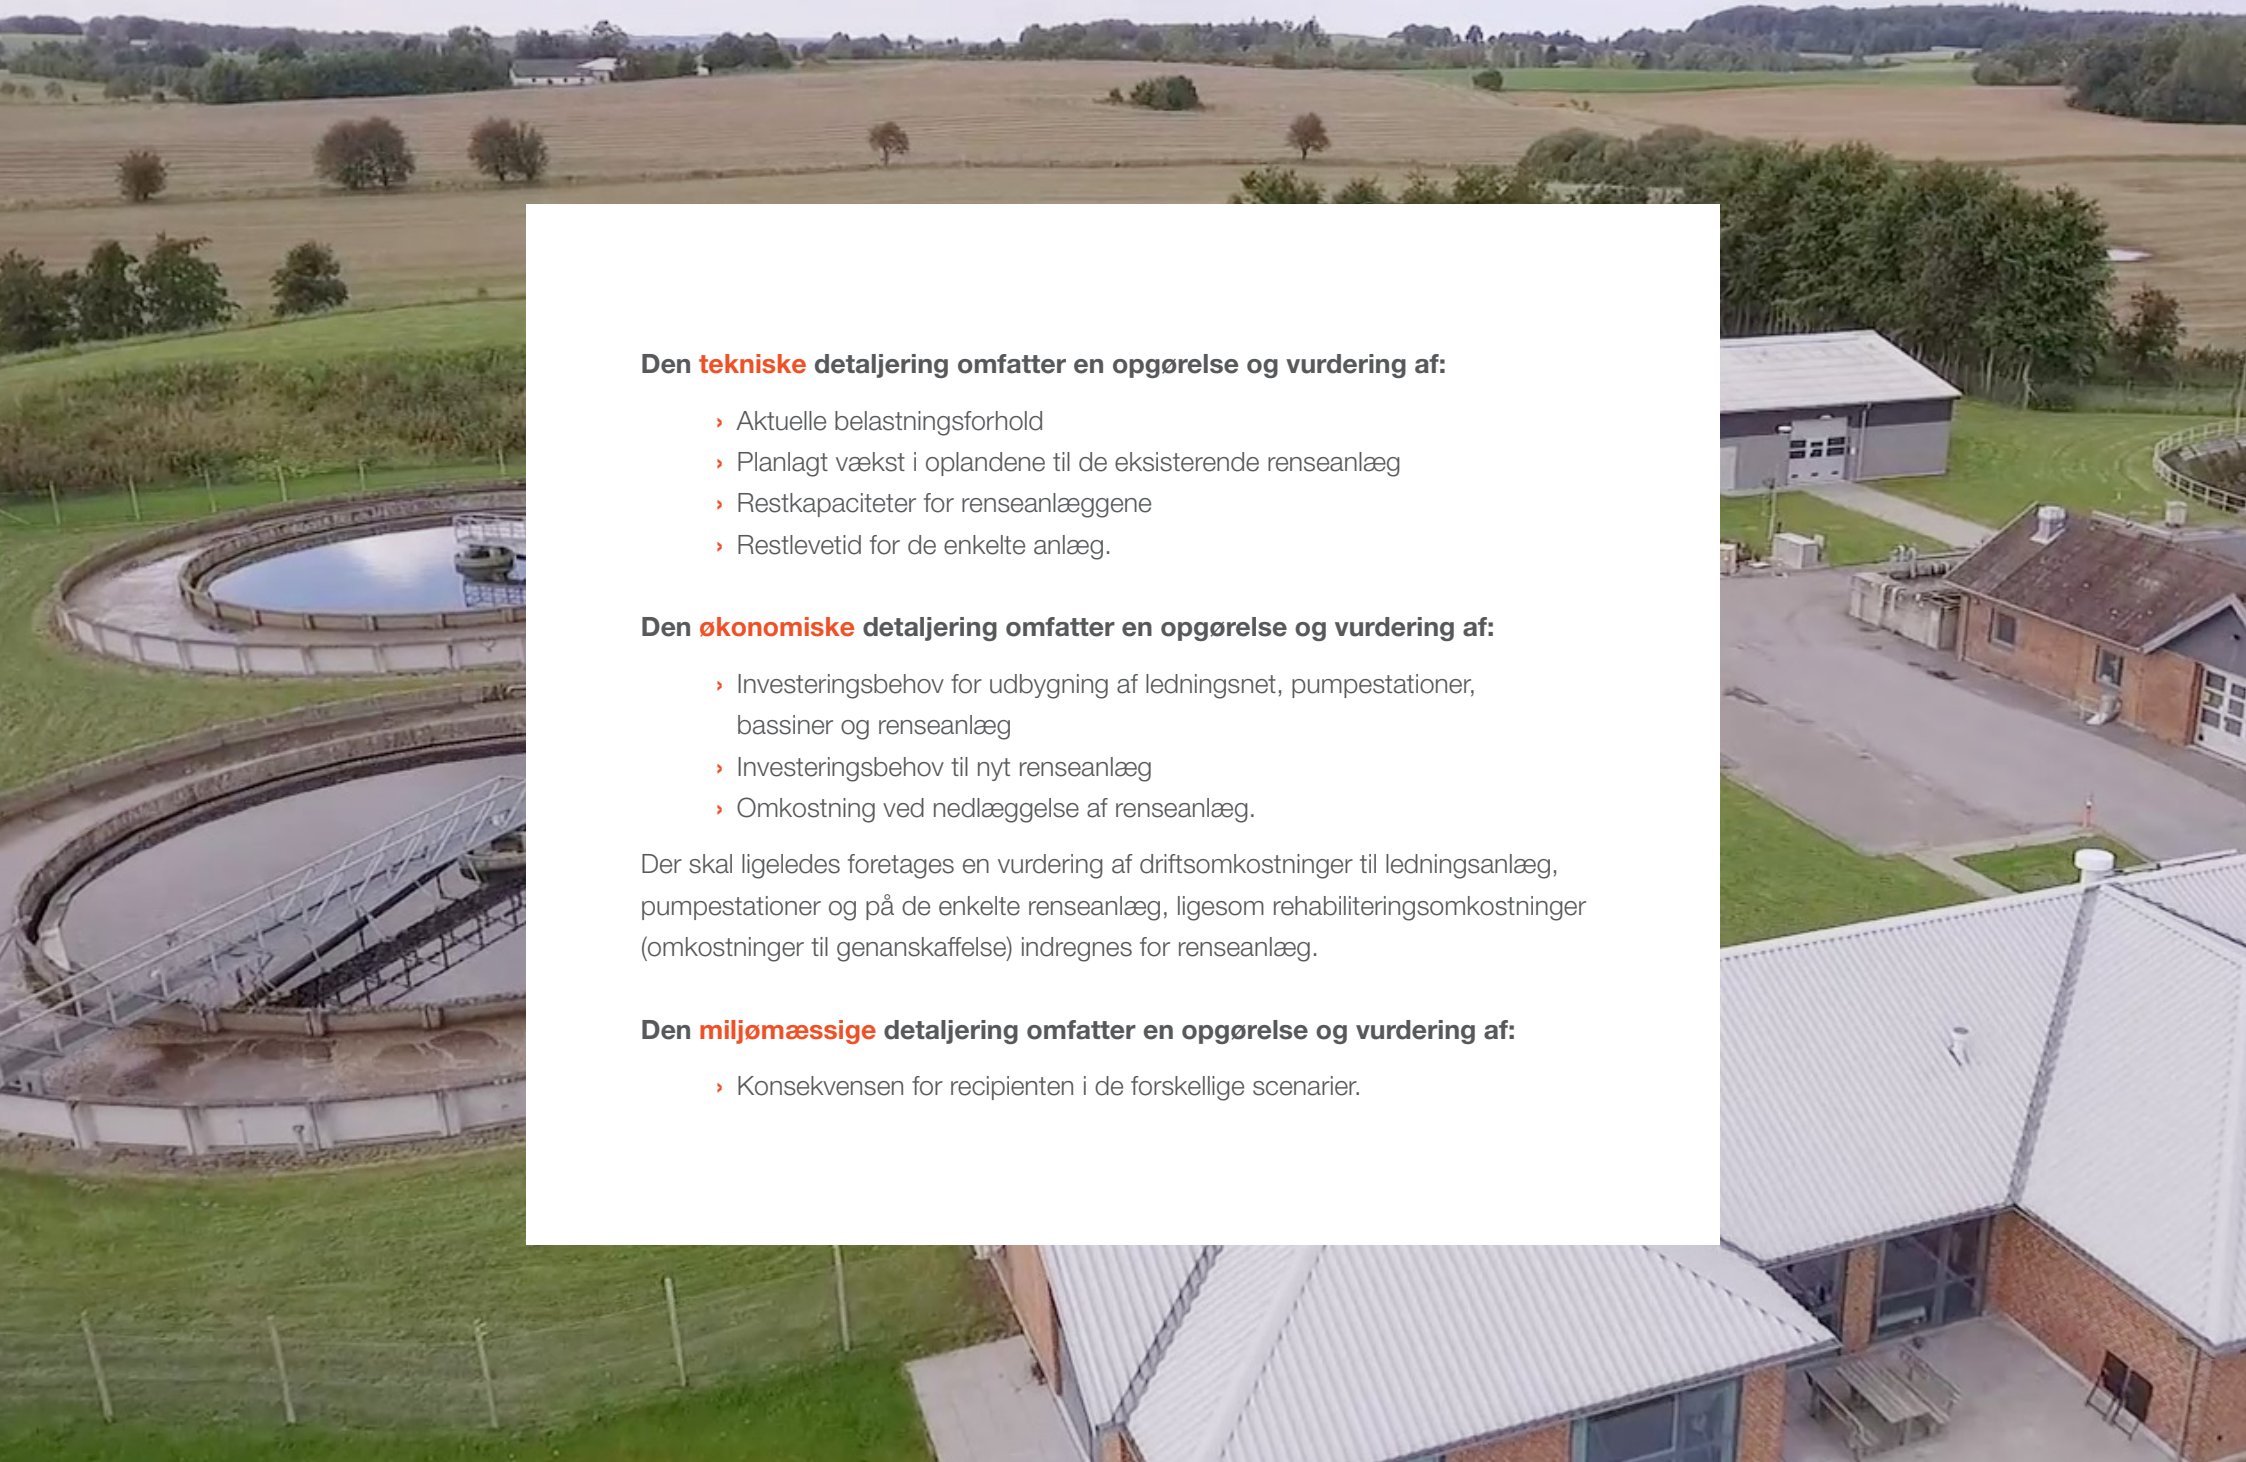 Den tekniske detaljering omfatter en opgørelse og vurdering af:
› Aktuelle belastningsforhold
› Planlagt vækst i oplandene til de eksisterende renseanlæg
› Restkapaciteter for renseanlæggene
› Restlevetid for de enkelte anlæg.
Den økonomiske detaljering omfatter en opgørelse og vurdering af:
› Investeringsbehov for udbygning af ledningsnet, pumpestationer,
bassiner og renseanlæg
› Investeringsbehov til nyt renseanlæg
› Omkostning ved nedlæggelse af renseanlæg.
Der skal ligeledes foretages en vurdering af driftsomkostninger til ledningsanlæg,
pumpestationer og på de enkelte renseanlæg, ligesom rehabiliteringsomkostninger
(omkostninger til genanskaffelse) indregnes for renseanlæg.
Den miljømæssige detaljering omfatter en opgørelse og vurdering af:
› Konsekvensen for recipienten i de forskellige scenarier.